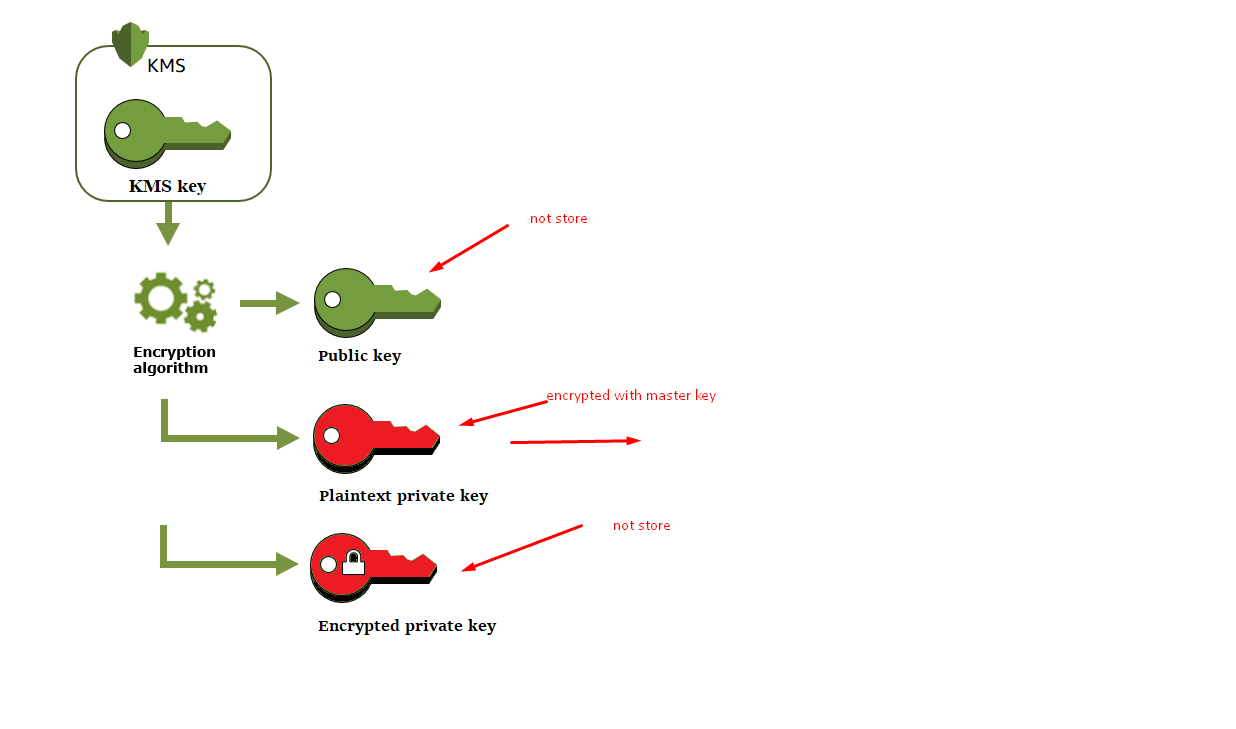 KMS
KMS key
not store
Public key
Encryption
algorithm
encrypted with master key
Plaintext private key
not store
Encrypted private key